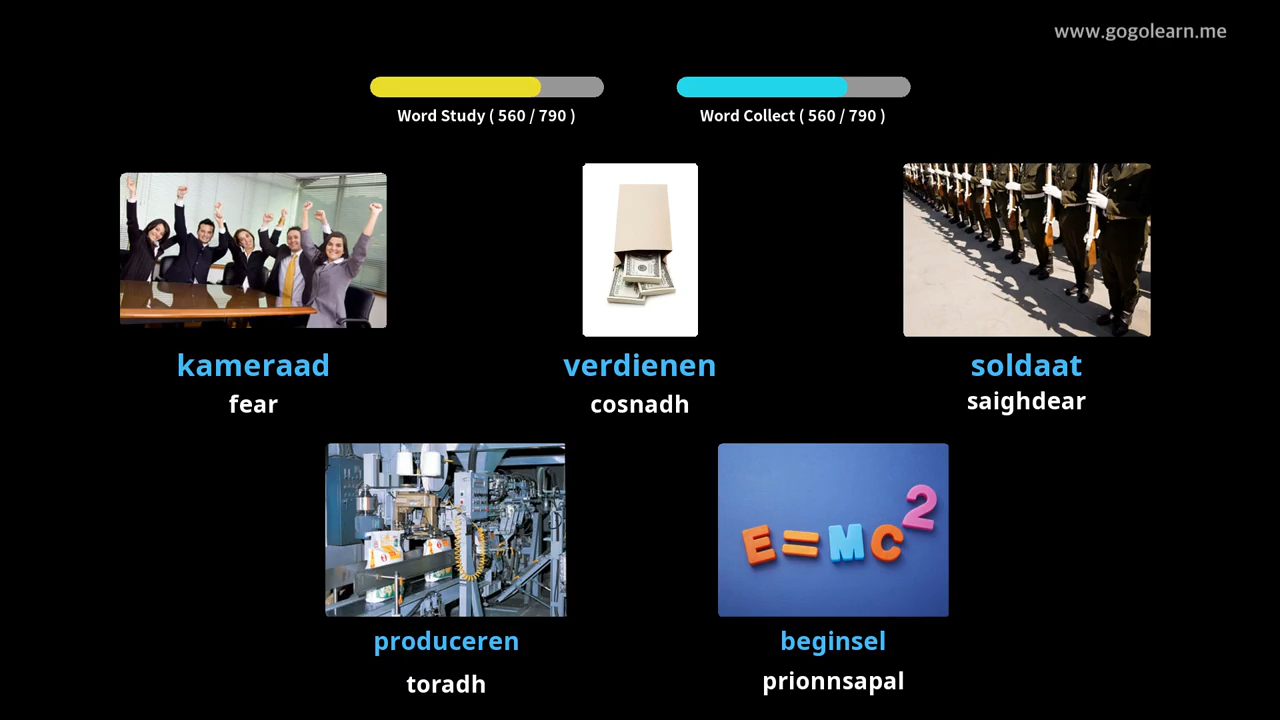 www.gogolearn.me
Word Study ( 560 / 790 )
Word Collect ( 560 / 790 )
kameraad
verdienen
soldaat
fear
cosnadh
saighdear
E=MC2
produceren
beginsel
toradh
prionnsapal